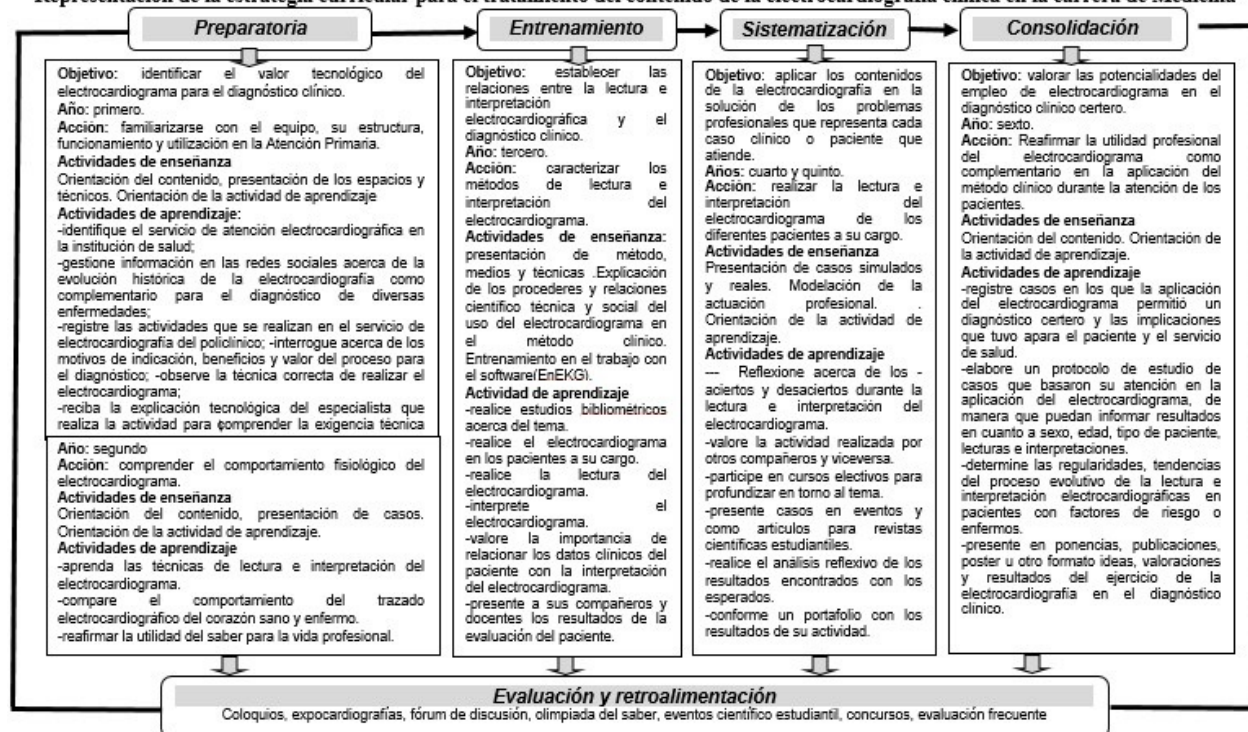 Representación de la estrategia curricular para el tratamiento del contenido de la electrocardiografía clínica en la carrera de Medicina
Preparatoria
Objetivo: identificar el valor tecnológico del
electrocardiograma para el diagnóstico clínico.
Año: primero.
Acción: familiarizarse con el equipo, su estructura,
funcionamiento y utilización en la Atención Primaria.
Actividades de enseñanza
Orientación del contenido, presentación de los espacios y
técnicos. Orientación de la actividad de aprendizaje
Actividades de aprendizaje:
-identifique el servicio de atención electrocardiográfica en
la institución de salud;
-gestione información en las redes sociales acerca de la
evolución histórica de la electrocardiografía como
complementario para el diagnóstico de diversas
enfermedades;
-registre las actividades que se realizan en el servicio de
electrocardiografía del policlínico; -interrogue acerca de los
motivos de indicación, beneficios y valor del proceso para
el diagnóstico; -observe la técnica correcta de realizar el
electrocardiograma;
-reciba la explicación tecnológica del especialista que
realiza la actividad para comprender la exigencia técnica
Año: segundo
Acción: comprender el comportamiento fisiológico del
electrocardiograma.
Actividades de enseñanza
Orientación del contenido, presentación de casos.
Orientación de la actividad de aprendizaje.
Actividades de aprendizaje
-aprenda las técnicas de lectura e interpretación del
electrocardiograma.
-compare el comportamiento del trazado
electrocardiográfico del corazón sano y enfermo.
-reafirmar la utilidad del saber para la vida profesional.
Entrenamiento
Objetivo: establecer las
relaciones entre la lectura e
interpretación
electrocardiográfica y el
diagnóstico clínico.
Año: tercero.
Acción: caracterizar los
métodos de lectura e
interpretación del
electrocardiograma.
Actividades de enseñanza:
presentación de método,
medios y técnicas .Explicación
de los procederes y relaciones
científico técnica y social del
uso del electrocardiograma en
el método clínico.
Entrenamiento en el trabajo con
el software(EnEKG).
Actividad de aprendizaje
-realice estudios bibliométricos
acerca del tema.
-realice el electrocardiograma
en los pacientes a su cargo.
-realice la lectura del
electrocardiograma.
-interprete el
electrocardiograma.
-valore la importancia de
relacionar los datos clínicos del
paciente con la interpretación
del electrocardiograma.
-presente a sus compañeros y
docentes los resultados de la
evaluación del paciente.
Sistematización
Objetivo: aplicar los contenidos
de la electrocardiografía en la
solución de los problemas
profesionales que representa cada
caso clínico o paciente que
atiende.
Años: cuarto y quinto.
Acción: realizar la lectura e
interpretación del
electrocardiograma de los
diferentes pacientes a su cargo.
Actividades de enseñanza
Presentación de casos simulados
y reales. Modelación de la
actuación profesional. .
Orientación de la actividad de
aprendizaje.
Actividades de aprendizaje
--- Reflexione acerca de los -
aciertos y desaciertos durante la
lectura e interpretación del
electrocardiograma.
-valore la actividad realizada por
otros compañeros y viceversa.
-participe en cursos electivos para
profundizar en torno al tema.
-presente casos en eventos y
como artículos para revistas
científicas estudiantiles.
-realice el análisis reflexivo de los
resultados encontrados con los
esperados.
-conforme un portafolio con los
resultados de su actividad.
Consolidación
Objetivo: valorar las potencialidades del
empleo de electrocardiograma en el
diagnóstico clínico certero.
Año: sexto.
Acción: Reafirmar la utilidad profesional
del electrocardiograma como
complementario en la aplicación del
método clínico durante la atención de los
pacientes.
Actividades de enseñanza
Orientación del contenido. Orientación de
la actividad de aprendizaje.
Actividades de aprendizaje
-registre casos en los que la aplicación
del electrocardiograma permitió un
diagnóstico certero y las implicaciones
que tuvo apara el paciente y el servicio
de salud.
-elabore un protocolo de estudio de
casos que basaron su atención en la
aplicación del electrocardiograma, de
manera que puedan informar resultados
en cuanto a sexo, edad, tipo de paciente,
lecturas e interpretaciones.
-determine las regularidades, tendencias
del proceso evolutivo de la lectura e
interpretación electrocardiográficas en
pacientes con factores de riesgo o
enfermos.
-presente en ponencias, publicaciones,
poster u otro formato ideas, valoraciones
y resultados del ejercicio de la
electrocardiografía en el diagnóstico
clínico.
Evaluación y retroalimentación
Coloquios, expocardiografías, fórum de discusión, olimpiada del saber, eventos científico estudiantil, concursos, evaluación frecuente